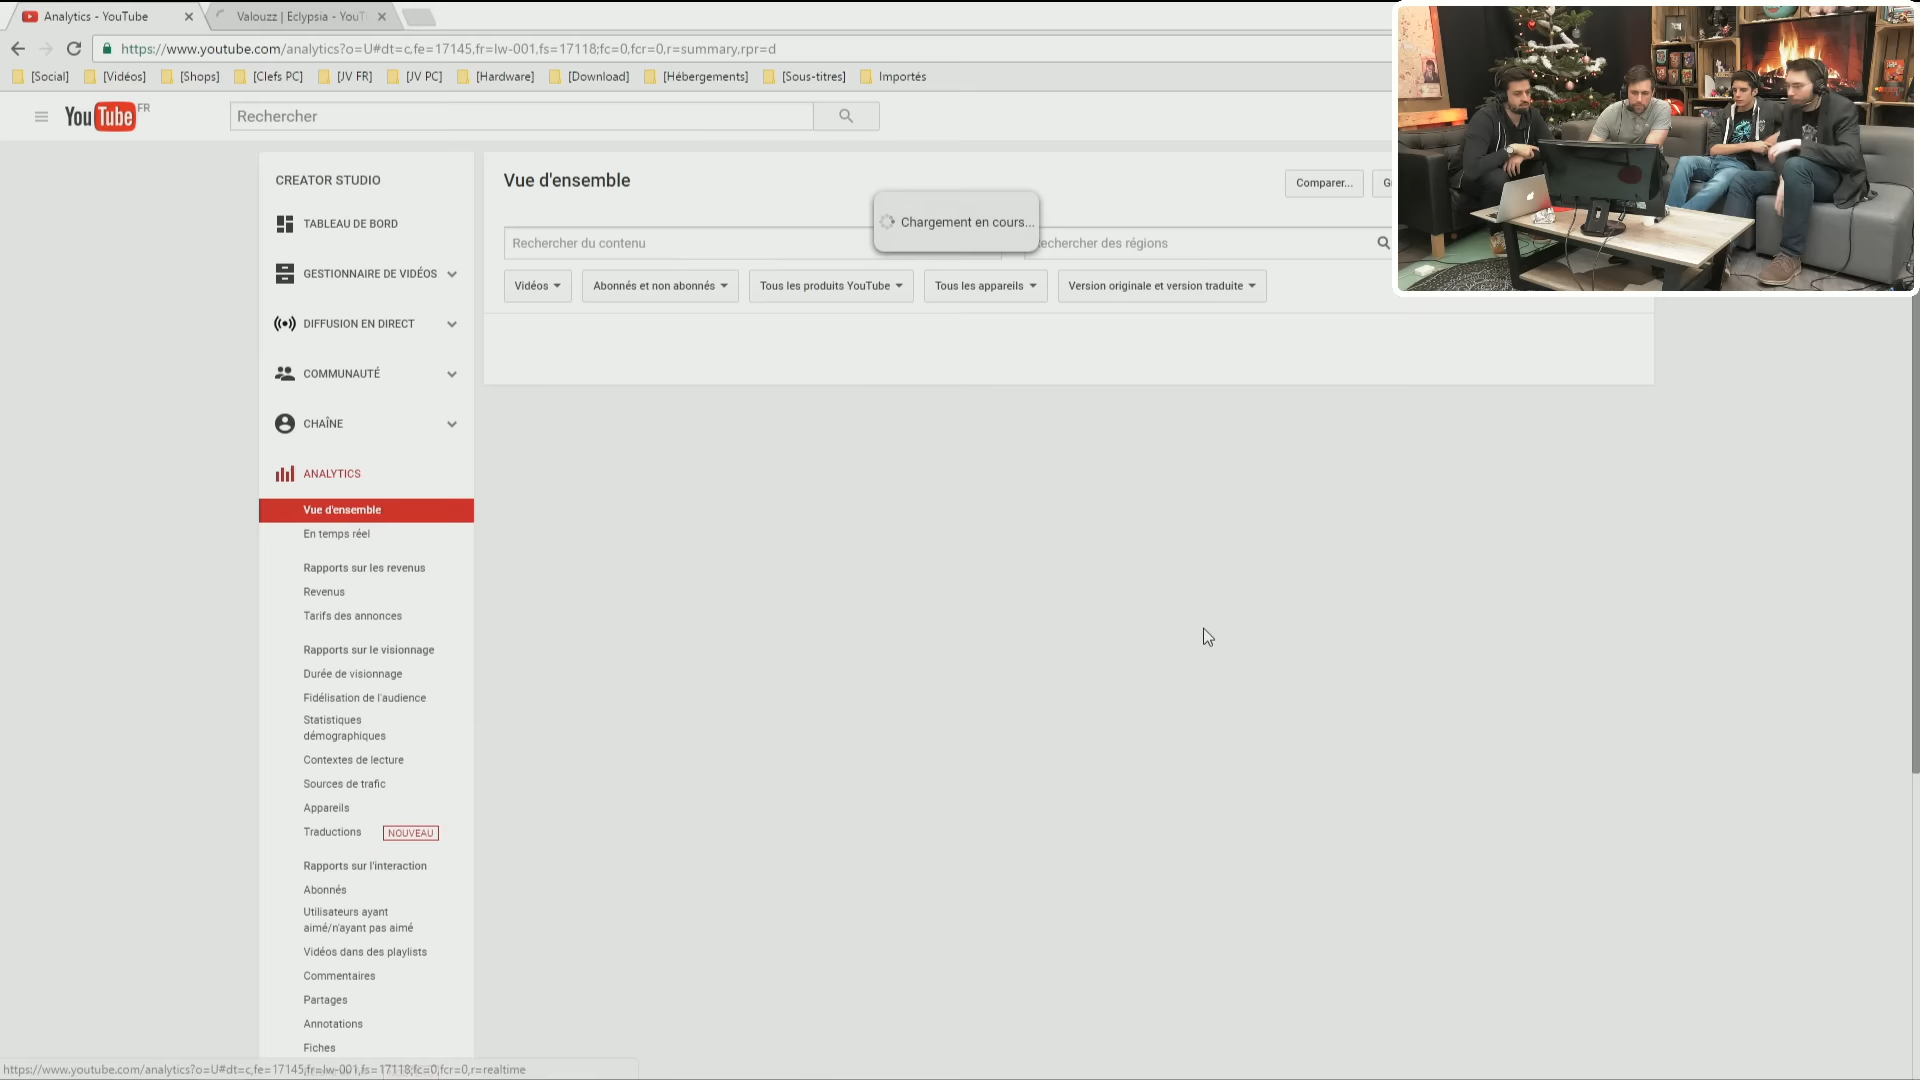 Analytics - YouTube
Valouzz | Eclypsia - YouT
https://www.youtube.com/analytics?o=U#dt=c,fe=17145,fr=lw-001,fs=17118;fc=0,fcr=0,r=summary,rpr=d
[Social] [Vidéos] [Shops] [Clefs PC] [JV FR] [JV PC] [Hardware] [Download] [Hébergements] [Sous-titres] Importés
YouTube FR
Rechercher
CREATOR STUDIO
TABLEAU DE BORD
GESTIONNAIRE DE VIDÉOS
DIFFUSION EN DIRECT
COMMUNAUTÉ
CHAÎNE
ANALYTICS
Vue d'ensemble
En temps réel
Rapports sur les revenus
Revenus
Tarifs des annonces
Rapports sur le visionnage
Durée de visionnage
Fidélisation de l'audience
Statistiques
démographiques
Contextes de lecture
Sources de trafic
Appareils
Traductions NOUVEAU
Rapports sur l'interaction
Abonnés
Utilisateurs ayant
aimé/n'ayant pas aimé
Vidéos dans des playlists
Commentaires
Partages
Annotations
Fiches
Vue d'ensemble
Comparer...
Chargement en cours...
Rechercher du contenu
echercher des régions
Vidéos
Abonnés et non abonnés
Tous les produits YouTube
Tous les appareils
Version originale et version traduite
https://www.youtube.com/analytics?o=U#dt=c,fe=17145,fr=lw-001,fs=17118;fc=0,fcr=0,r=realtime